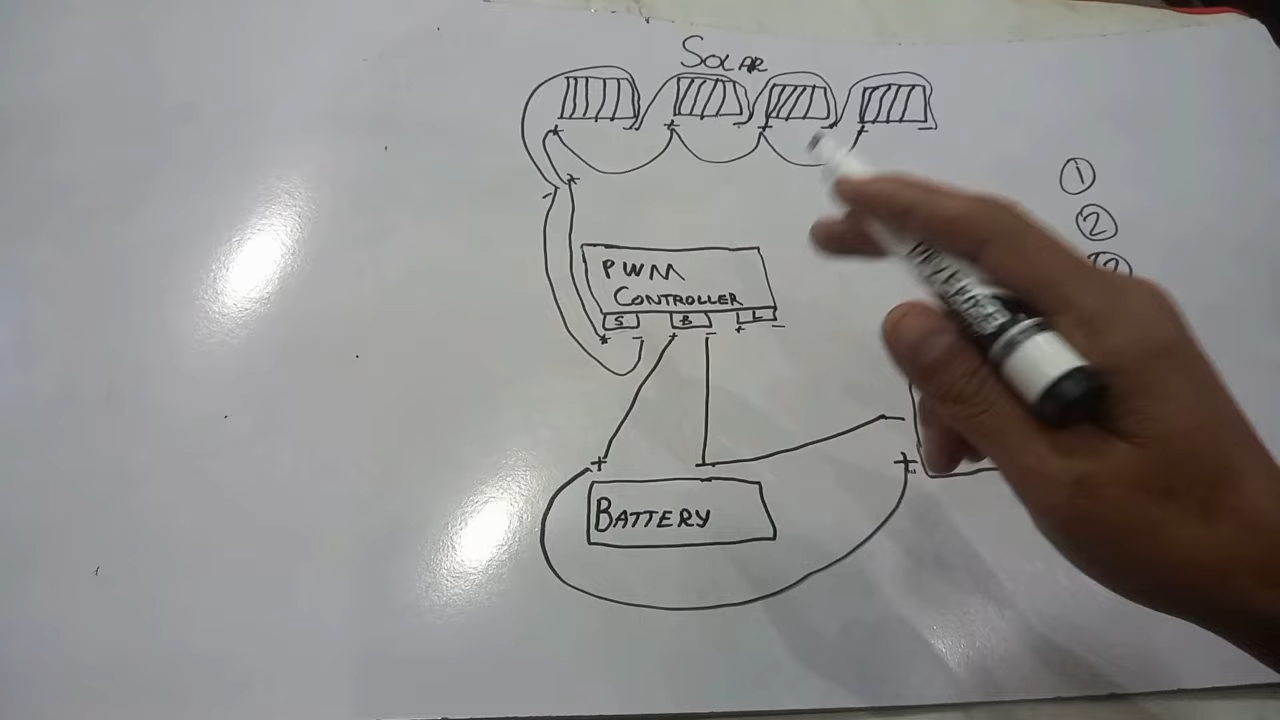 SOLAR
1
2
PWM
CONTROLLER
S B L
+ - + - + -
BATTERY